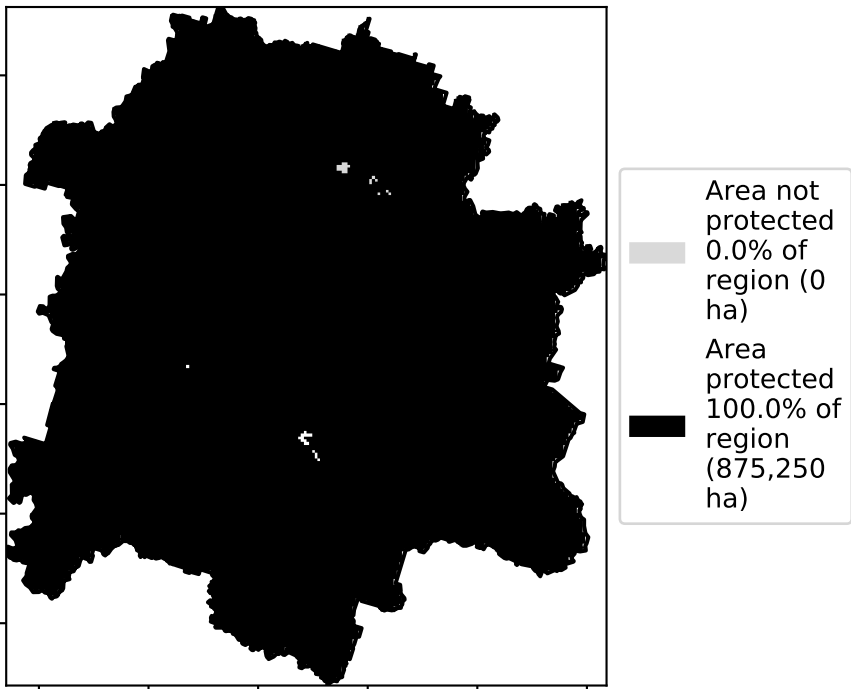 Area not
protected
0.0% of
region (0
ha)
Area
protected
100.0% of
region
(875,250
ha)